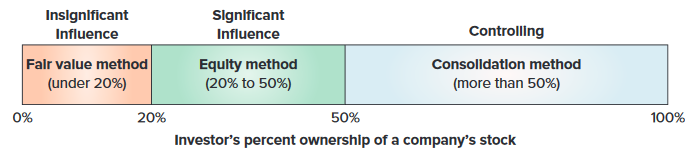 Insignificant
Influence
Significant
Influence
Controlling
Fair value method
(under 20%)
Equity method
(20% to 50%)
Consolidation method
(more than 50%)
0%
20%
50%
100%
Investor's percent ownership of a company's stock